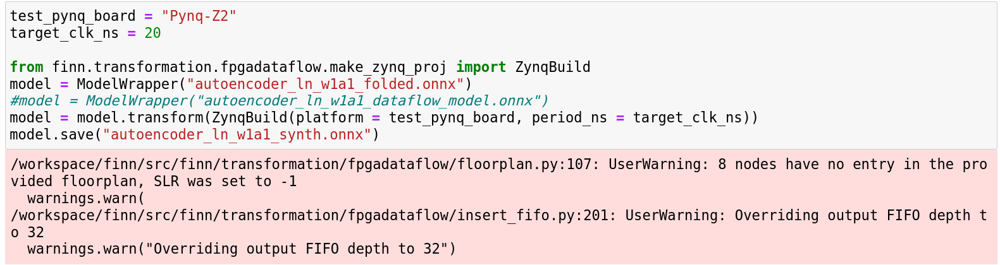 test_pynq_board = "Pynq-Z2"
target_clk_ns = 20

from finn.transformation.fpgadataflow.make_zynq_proj import ZynqBuild
model = ModelWrapper("autoencoder_ln_w1a1_folded.onnx")
#model = ModelWrapper("autoencoder_ln_w1a1_dataflow_model.onnx")
model = model.transform(ZynqBuild(platform = test_pynq_board, period_ns = target_clk_ns))
model.save("autoencoder_ln_w1a1_synth.onnx")
/workspace/finn/src/finn/transformation/fpgadataflow/floorplan.py:107: UserWarning: 8 nodes have no entry in the pro
vided floorplan, SLR was set to -1
  warnings.warn(
/workspace/finn/src/finn/transformation/fpgadataflow/insert_fifo.py:201: UserWarning: Overriding output FIFO depth t
o 32
  warnings.warn("Overriding output FIFO depth to 32")